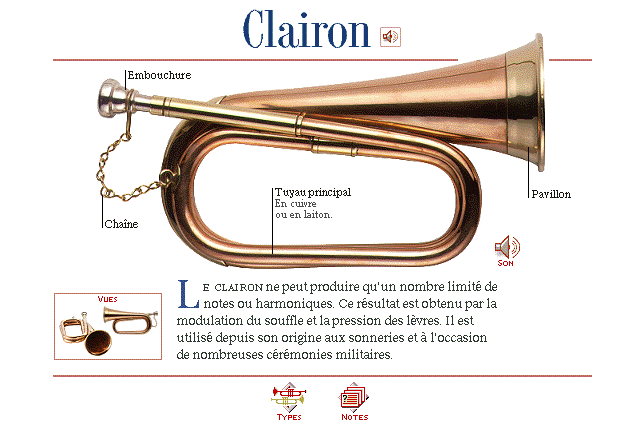 Clairon
Embouchure
Tuyau principal
En cuivre
ou en laiton.
Pavillon
Chaîne
Son
Vues
LE CLAIRON ne peut produire qu'un nombre limité de
notes ou harmoniques. Ce résultat est obtenu par la
modulation du souffle et la pression des lèvres. Il est
utilisé depuis son origine aux sonneries et à l'occasion
de nombreuses cérémonies militaires.
Types
Notes